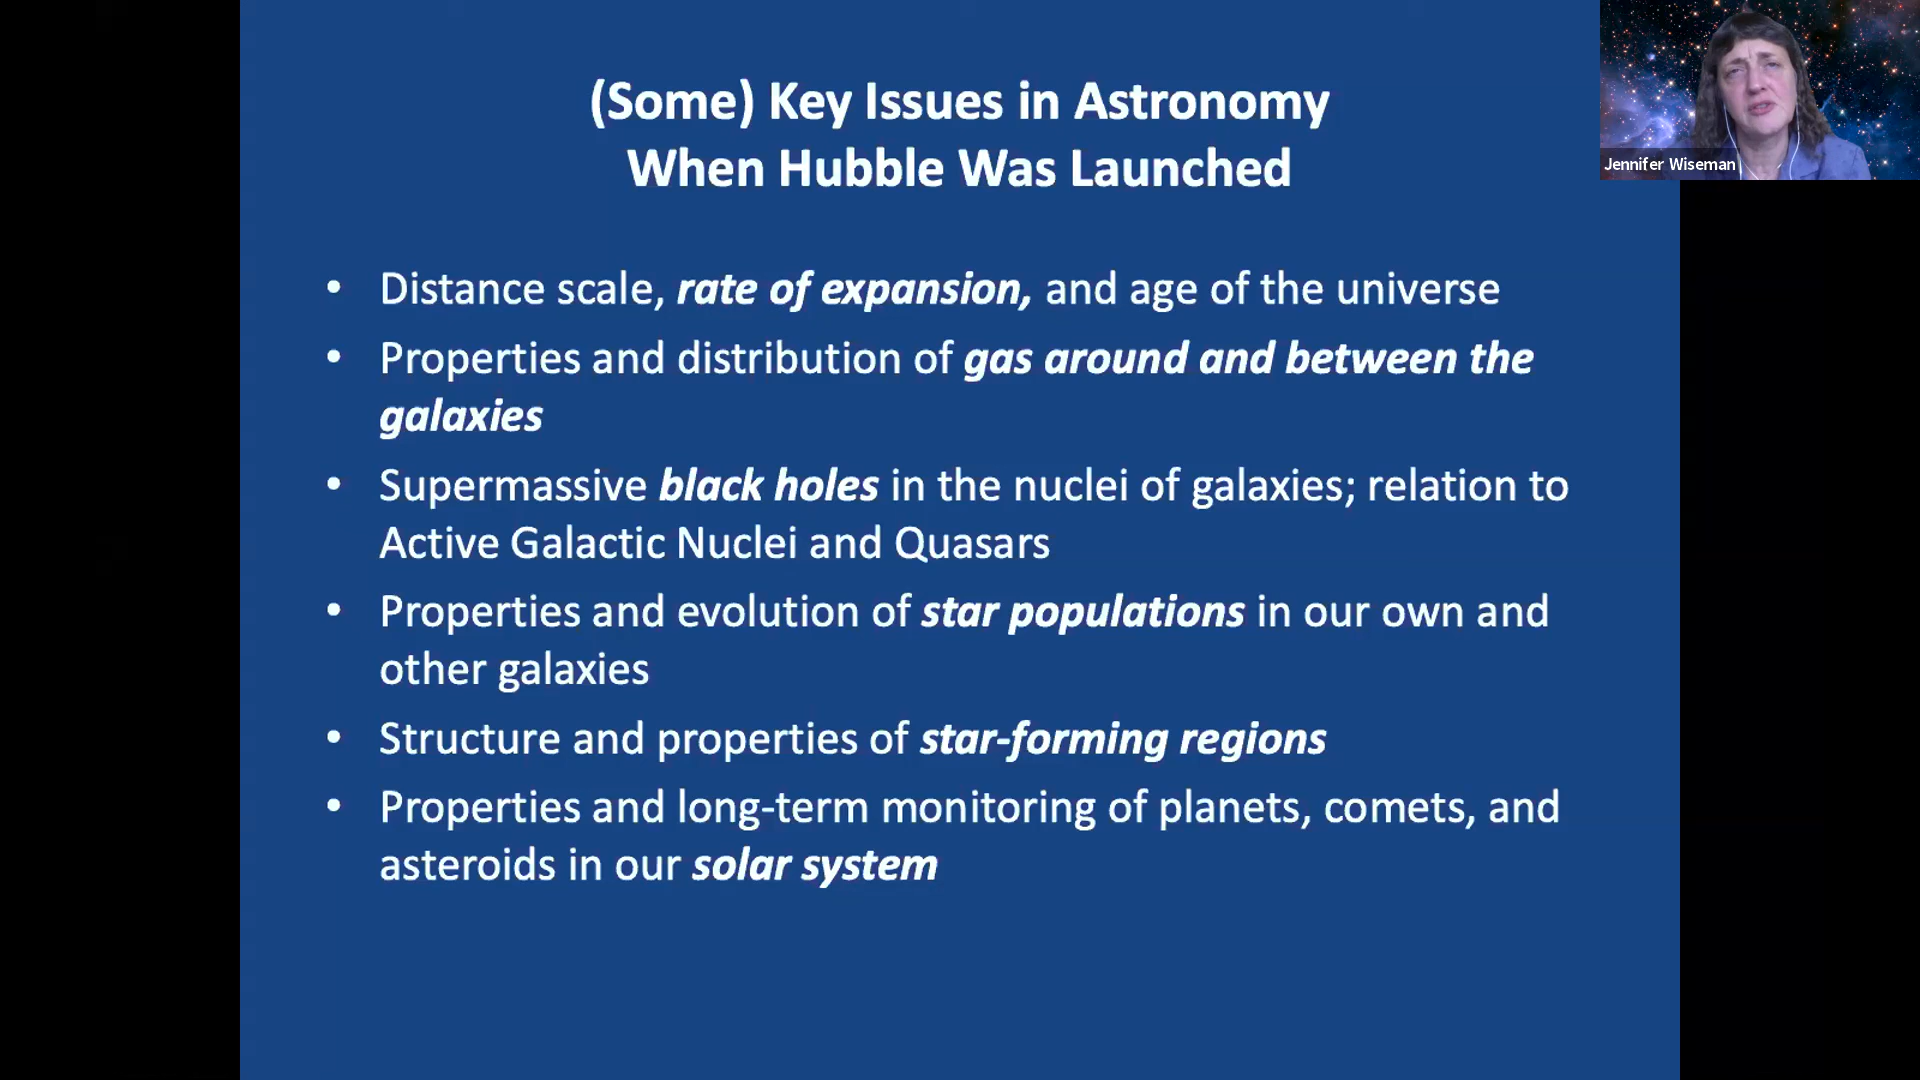 (Some) Key Issues in Astronomy
When Hubble Was Launched
Jennifer Wiseman
• Distance scale, rate of expansion, and age of the universe
• Properties and distribution of gas around and between the
galaxies
• Supermassive black holes in the nuclei of galaxies; relation to
Active Galactic Nuclei and Quasars
• Properties and evolution of star populations in our own and
other galaxies
• Structure and properties of star-forming regions
• Properties and long-term monitoring of planets, comets, and
asteroids in our solar system